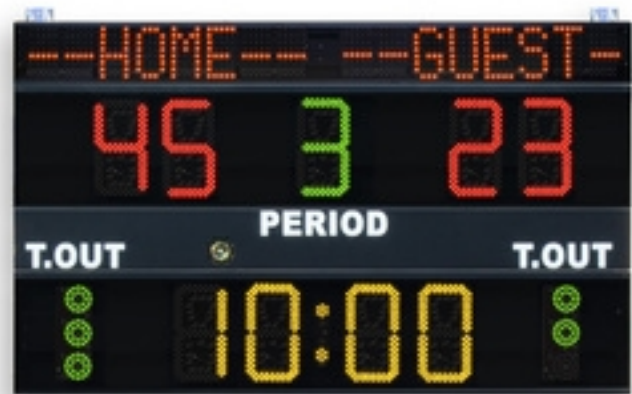 --HOME-- --GUEST-
45 3 23
PERIOD
T.OUT T.OUT
10:00